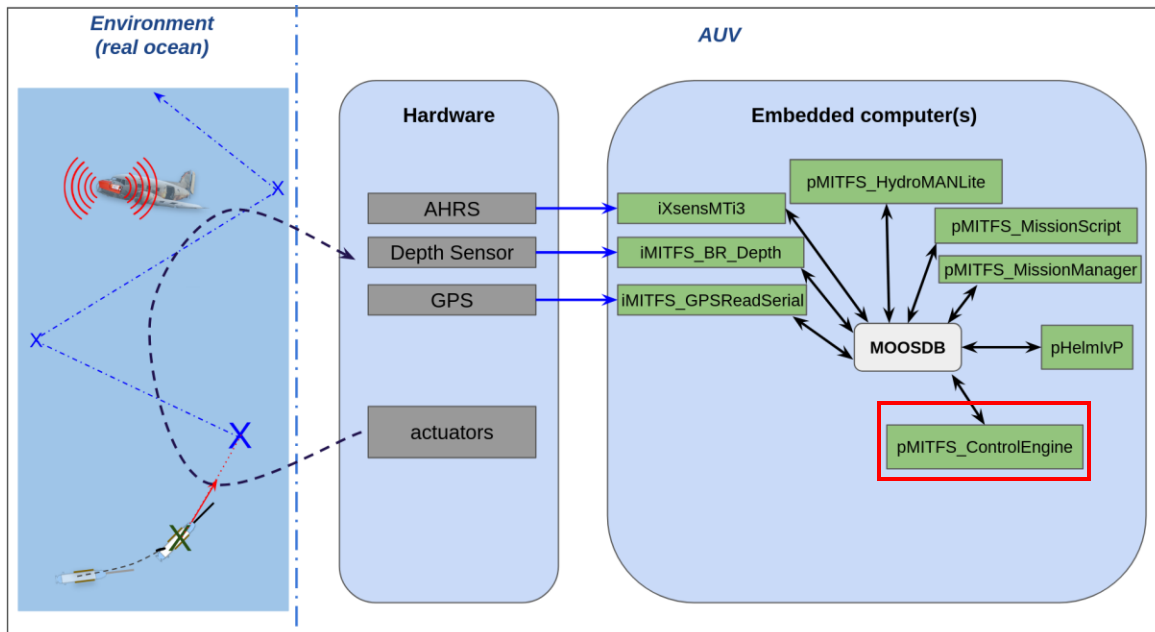 Environment
(real ocean)
AUV
Hardware
Embedded computer(s)
AHRS
Depth Sensor
GPS
actuators
iXsensMTi3
iMITFS_BR_Depth
iMITFS_GPSReadSerial
pMITFS_HydroMANLite
pMITFS_MissionScript
pMITFS_MissionManager
MOOSDB
pHelmIvP
pMITFS_ControlEngine
X
X
X
X